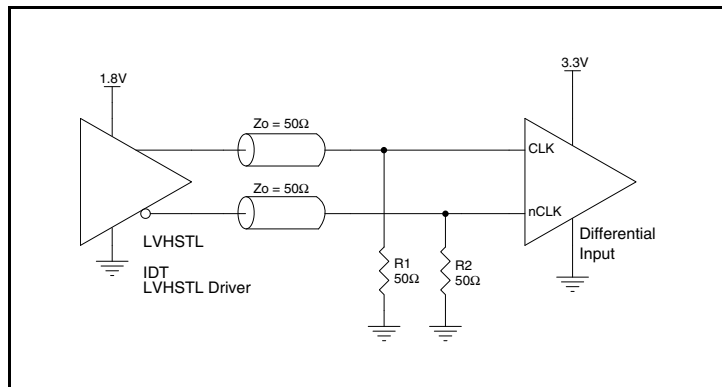 1.8V
3.3V
Zo = 50Ω
CLK
Zo = 50Ω
nCLK
LVHSTL
IDT
LVHSTL Driver
R1
50Ω
R2
50Ω
Differential
Input